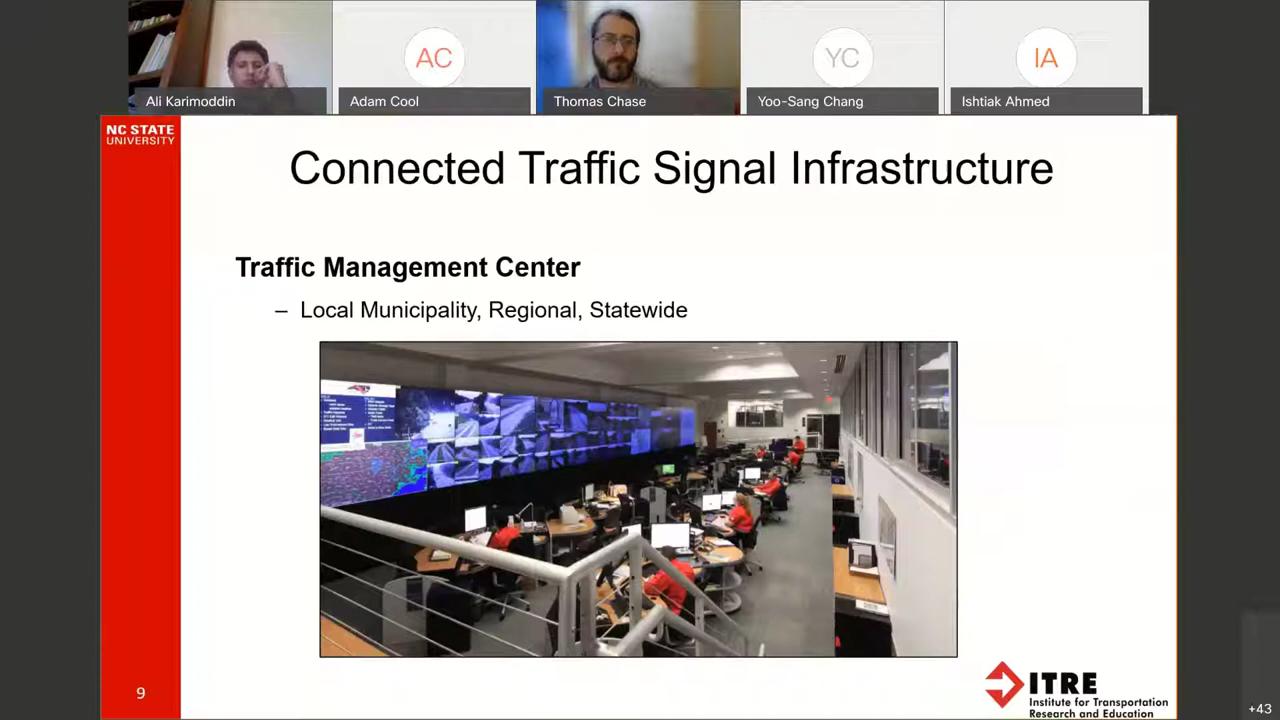 AC
YC
IA
Ali Karimoddin
Adam Cool
Thomas Chase
Yoo-Sang Chang
Ishtiak Ahmed
NC STATE
UNIVERSITY
Connected Traffic Signal Infrastructure
Traffic Management Center
– Local Municipality, Regional, Statewide
9
ITRE
Institute for Transportation
Research and Education
+43